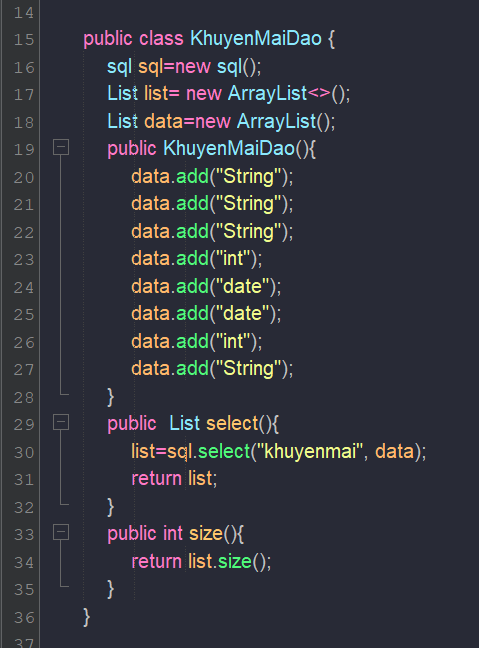 14
15 public class KhuyenMaiDao {
16 sql sql=new sql();
17 List list= new ArrayList<>();
18 List data=new ArrayList();
19 public KhuyenMaiDao(){
20 data.add("String");
21 data.add("String");
22 data.add("String");
23 data.add("int");
24 data.add("date");
25 data.add("date");
26 data.add("int");
27 data.add("String");
28 }
29 public  List select(){
30 list=sql.select("khuyenmai", data);
31 return list;
32 }
33 public int size(){
34 return list.size();
35 }
36 }
37